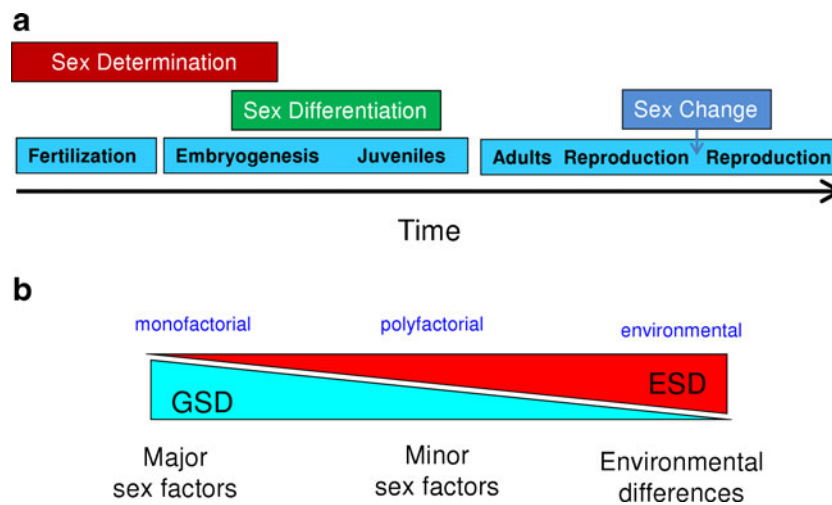 a
Sex Determination
Sex Differentiation
Sex Change
Fertilization Embryogenesis Juveniles Adults Reproduction Reproduction
Time
b
monofactorial polyfactorial environmental
ESD
GSD
Major Minor Environmental
sex factors sex factors differences